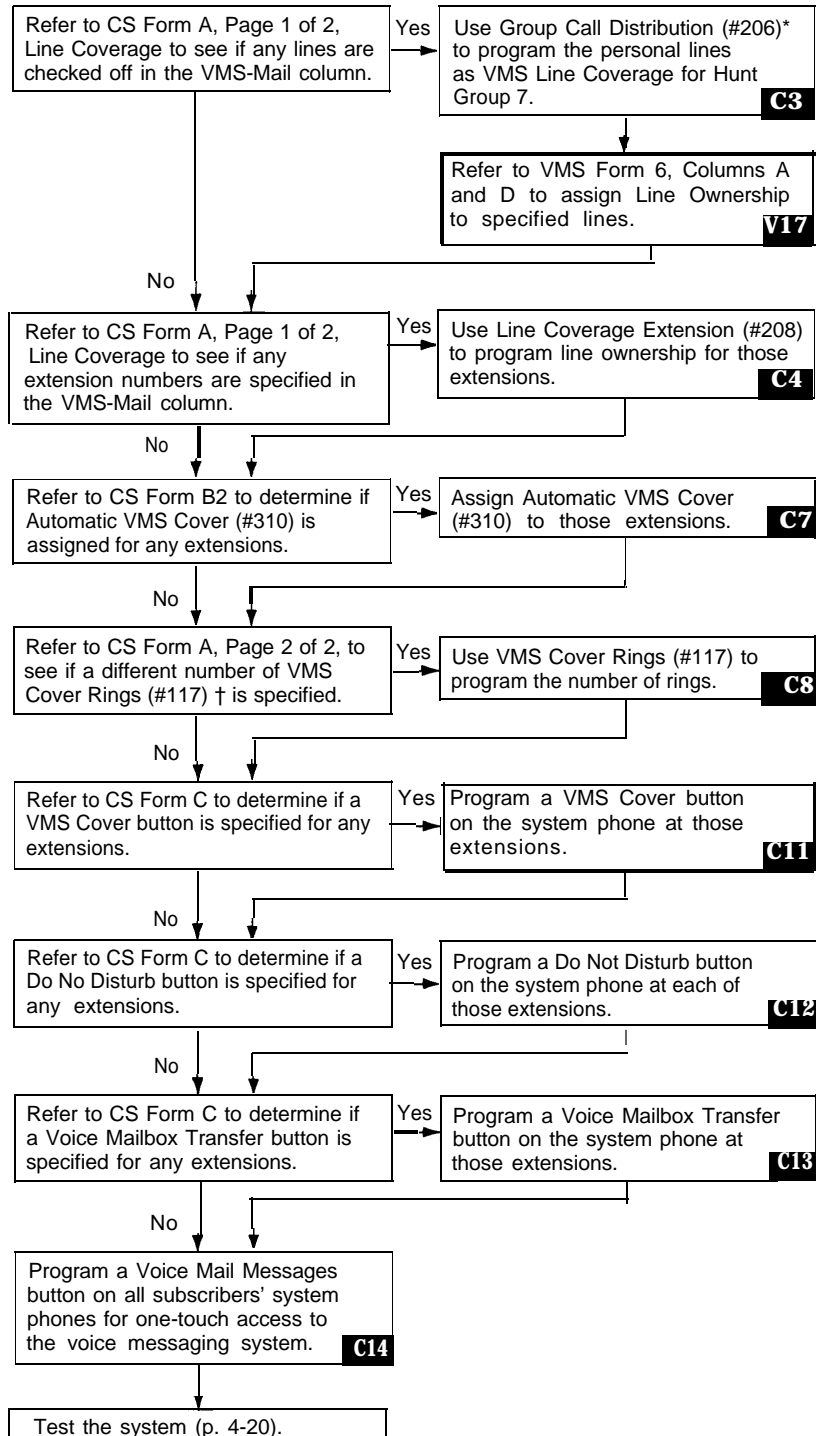 Refer to CS Form A, Page 1 of 2,
Line Coverage to see if any lines are
checked off in the VMS-Mail column.
Yes
Use Group Call Distribution (#206)*
to program the personal lines
as VMS Line Coverage for Hunt
Group 7.
C3
Refer to VMS Form 6, Columns A
and D to assign Line Ownership
to specified lines.
V17
No
Refer to CS Form A, Page 1 of 2,
Line Coverage to see if any
extension numbers are specified in
the VMS-Mail column.
Yes
Use Line Coverage Extension (#208)
to program line ownership for those
extensions.
C4
No
Refer to CS Form B2 to determine if
Automatic VMS Cover (#310) is
assigned for any extensions.
Yes
Assign Automatic VMS Cover
(#310) to those extensions.
C7
No
Refer to CS Form A, Page 2 of 2, to
see if a different number of VMS
Cover Rings (#117) † is specified.
Yes
Use VMS Cover Rings (#117) to
program the number of rings.
C8
No
Refer to CS Form C to determine if a
VMS Cover button is specified for any
extensions.
Yes
Program a VMS Cover button
on the system phone at those
extensions.
C11
No
Refer to CS Form C to determine if a
Do No Disturb button is specified for
any extensions.
Yes
Program a Do Not Disturb button
on the system phone at each of
those extensions.
C12
No
Refer to CS Form C to determine if
a Voice Mailbox Transfer button is
specified for any extensions.
Yes
Program a Voice Mailbox Transfer
button on the system phone at
those extensions.
C13
No
Program a Voice Mail Messages
button on all subscribers' system
phones for one-touch access to
the voice messaging system.
C14
Test the system (p. 4-20).